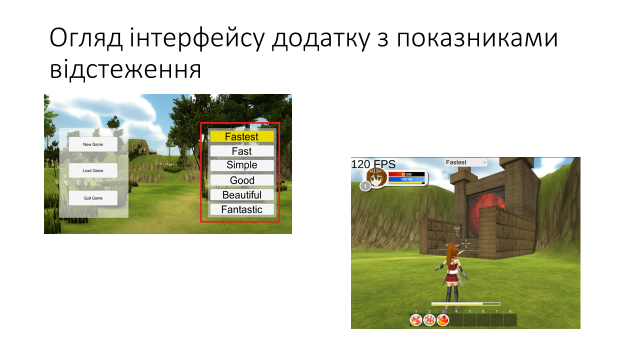 Огляд інтерфейсу додатку з показниками
відстеження
New Game
Load Game
Quit Game
Fastest
Fast
Simple
Good
Beautiful
Fantastic
120 FPS
Fastest
1